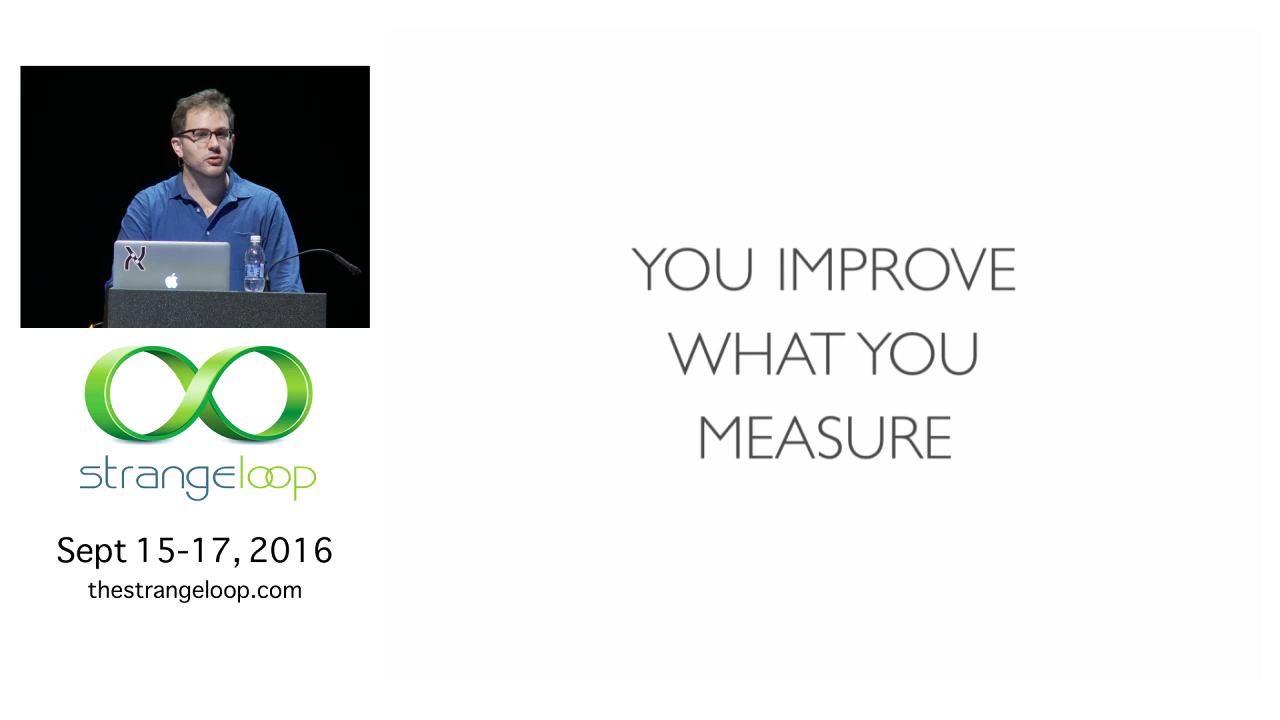 strangeloop
Sept 15-17, 2016
thestrangeloop.com
YOU IMPROVE
WHAT YOU
MEASURE